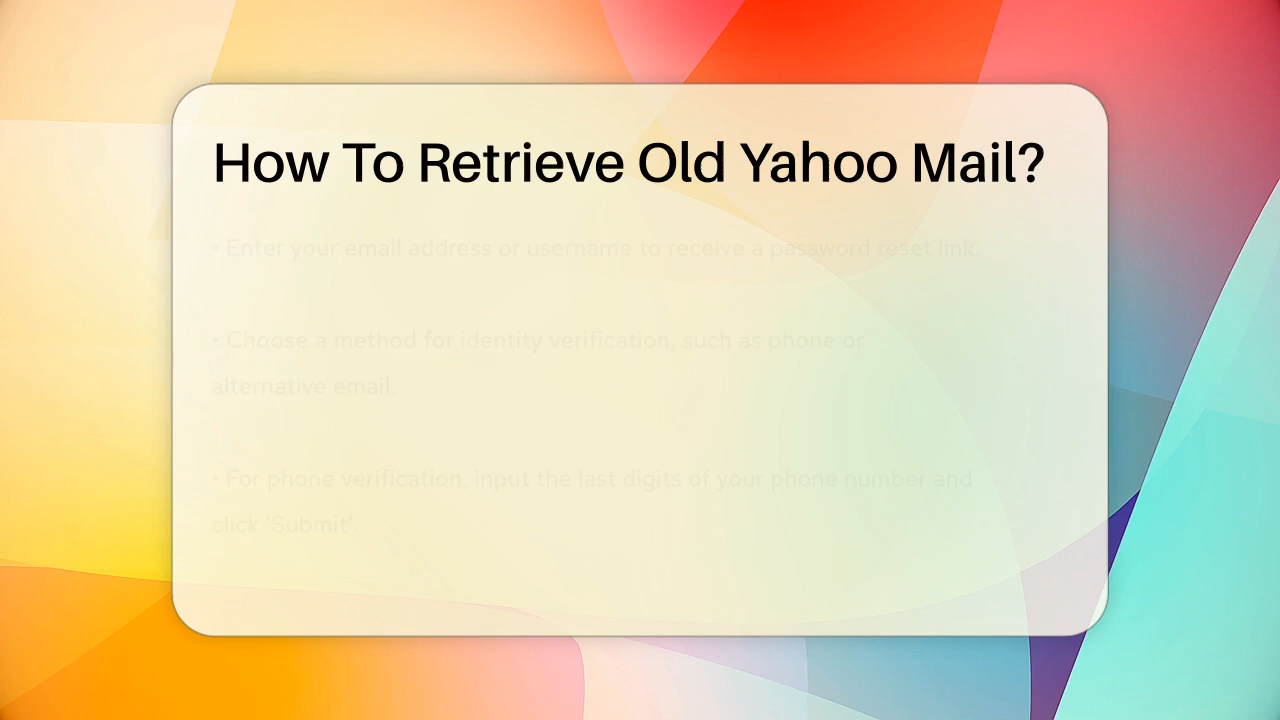 How To Retrieve Old Yahoo Mail?
• Enter your email address or username to receive a password reset link.
• Choose a method for identity verification, such as phone or
alternative email.
• For phone verification, input the last digits of your phone number and
click 'Submit'.